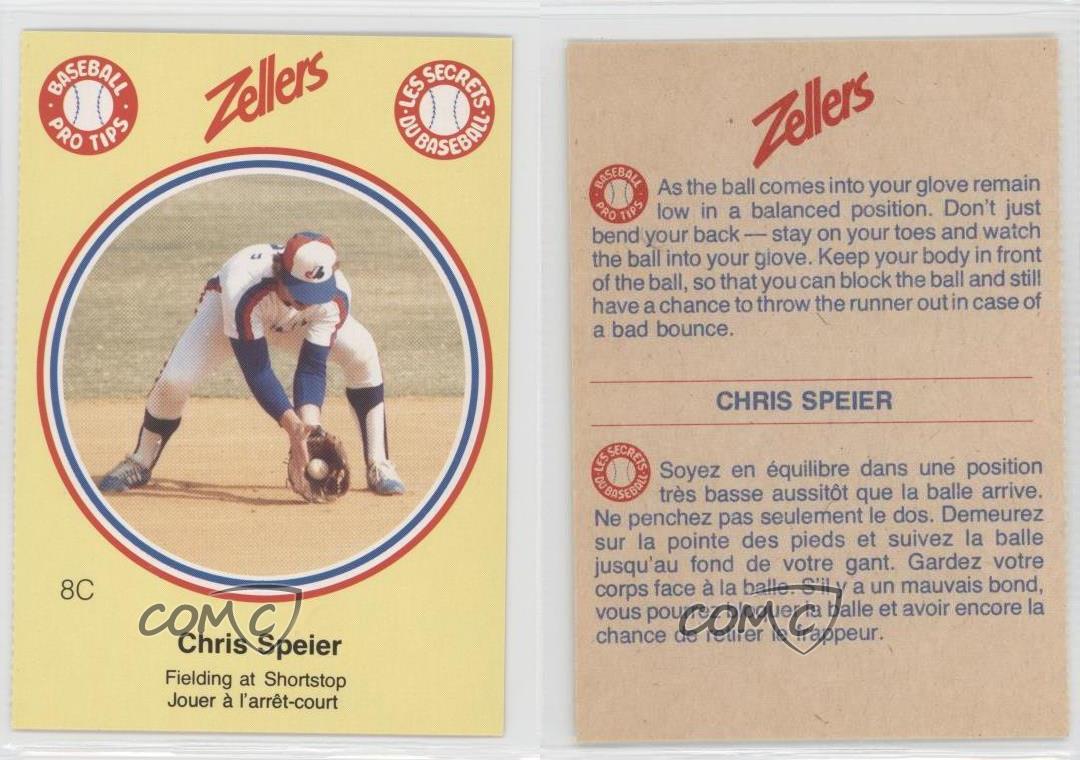 BASEBALL
PRO TIPS
Zellers
LES SECRETS
DU BASEBALL
8C
COMC
Chris Speier
Fielding at Shortstop
Jouer à l'arrêt-court
Zellers
BASEBALL
PRO TIPS
As the ball comes into your glove remain
low in a balanced position. Don't just
bend your back — stay on your toes and watch
the ball into your glove. Keep your body in front
of the ball, so that you can block the ball and still
have a chance to throw the runner out in case of
a bad bounce.
CHRIS SPEIER
LES SECRETS
DU BASEBALL
Soyez en équilibre dans une position
très basse aussitôt que la balle arrive.
Ne penchez pas seulement le dos. Demeurez
sur la pointe des pieds et suivez la balle
jusqu'au fond de votre gant. Gardez votre
corps face à la balle. S'il y a un mauvais bond,
vous pourrez bloquer la balle et avoir encore la
chance de retirer le frappeur.
COMC